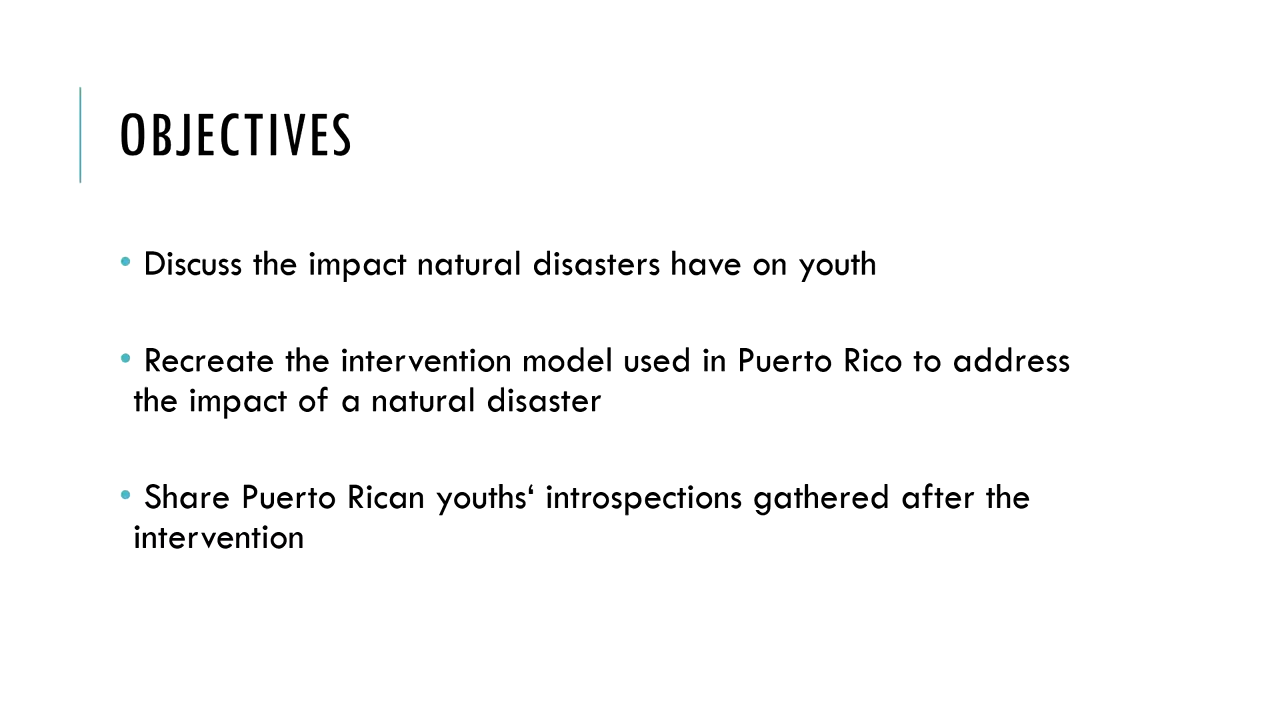 OBJECTIVES
• Discuss the impact natural disasters have on youth
• Recreate the intervention model used in Puerto Rico to address
the impact of a natural disaster
• Share Puerto Rican youths‘ introspections gathered after the
intervention